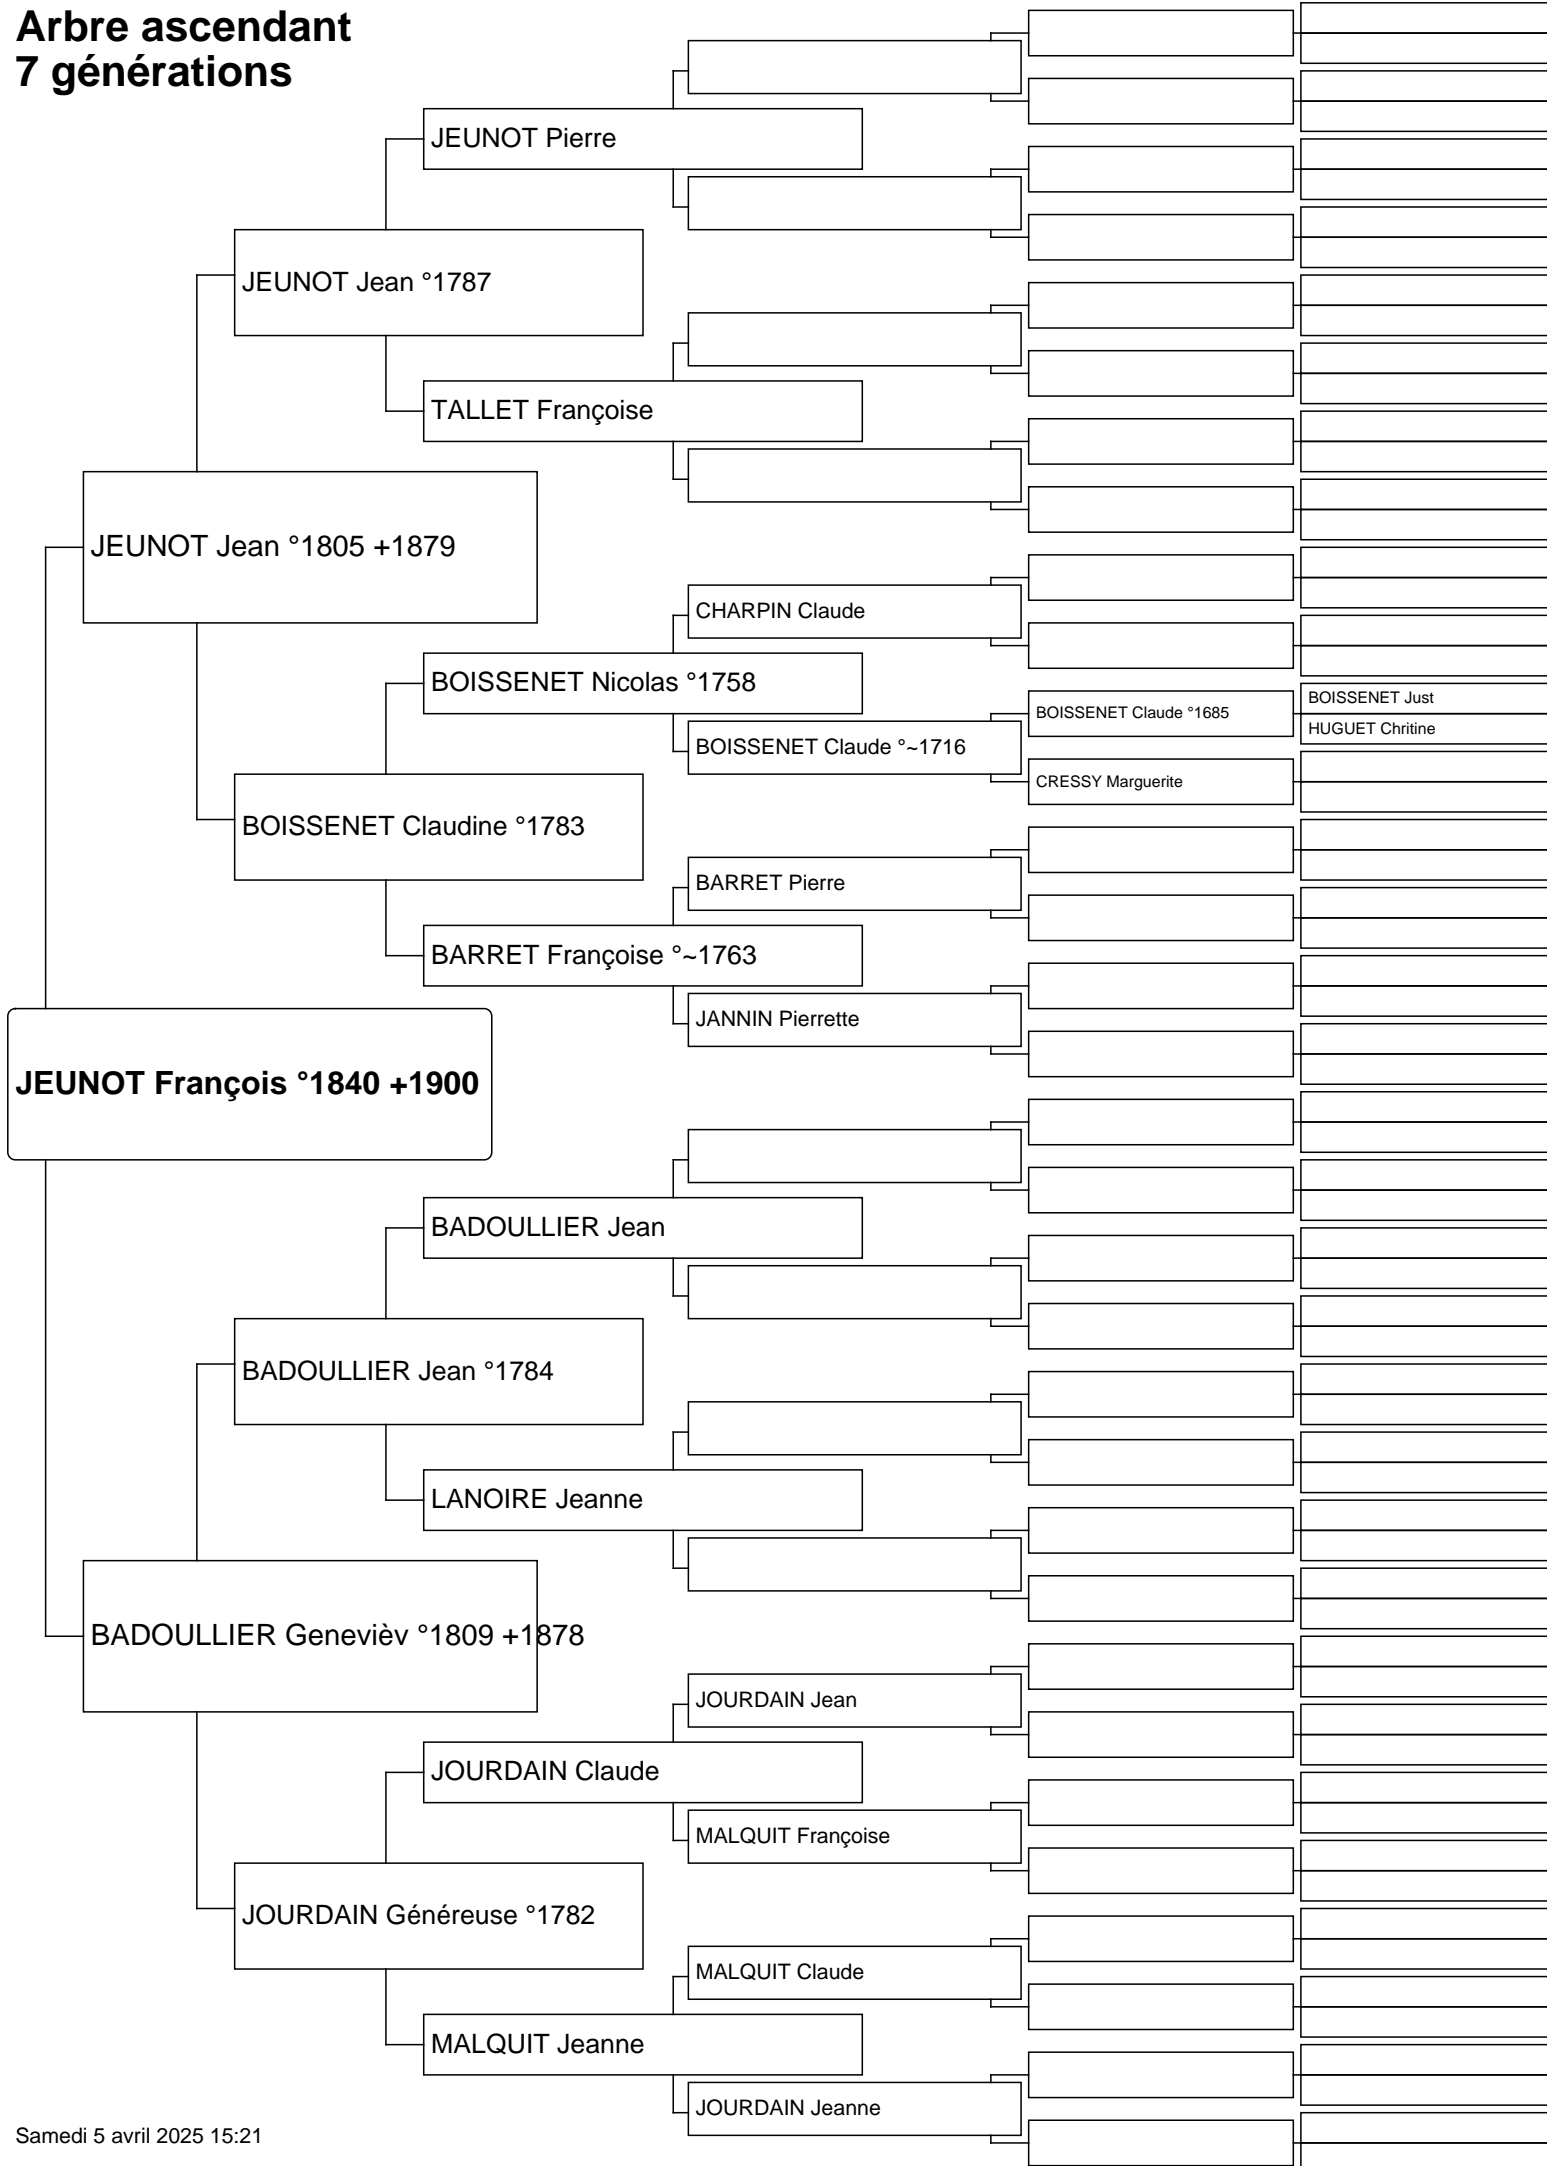 Arbre ascendant
7 générations
JEUNOT Pierre
JEUNOT Jean °1787
TALLET Françoise
JEUNOT Jean °1805 +1879
CHARPIN Claude
BOISSENET Nicolas °1758
BOISSENET Just
BOISSENET Claude °1685
HUGUET Chritine
BOISSENET Claude °~1716
CRESSY Marguerite
BOISSENET Claudine °1783
BARRET Pierre
BARRET Françoise °~1763
JANNIN Pierrette
JEUNOT François °1840 +1900
BADOULLIER Jean
BADOULLIER Jean °1784
LANOIRE Jeanne
BADOULLIER Genevièv °1809 +1878
JOURDAIN Jean
JOURDAIN Claude
MALQUIT Françoise
JOURDAIN Généreuse °1782
MALQUIT Claude
MALQUIT Jeanne
JOURDAIN Jeanne
Samedi 5 avril 2025 15:21